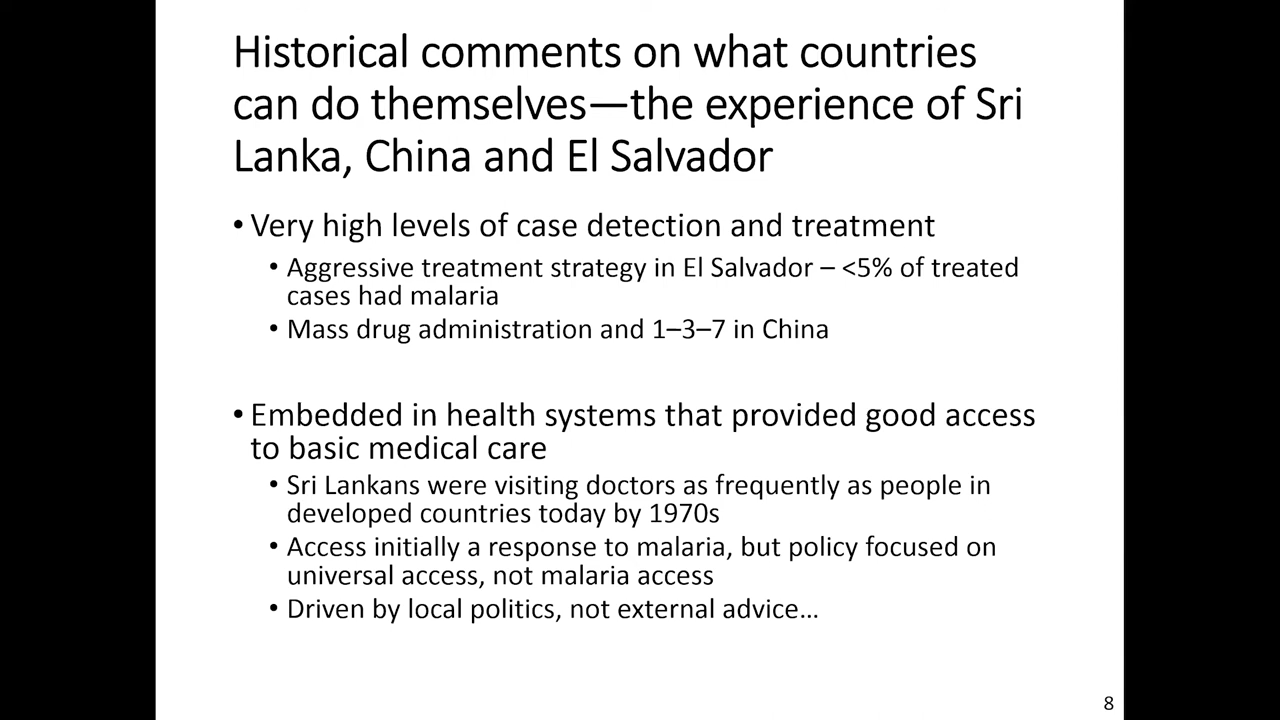 Historical comments on what countries
can do themselves—the experience of Sri
Lanka, China and El Salvador
• Very high levels of case detection and treatment
• Aggressive treatment strategy in El Salvador – <5% of treated
cases had malaria
• Mass drug administration and 1–3–7 in China
• Embedded in health systems that provided good access
to basic medical care
• Sri Lankans were visiting doctors as frequently as people in
developed countries today by 1970s
• Access initially a response to malaria, but policy focused on
universal access, not malaria access
• Driven by local politics, not external advice…
8